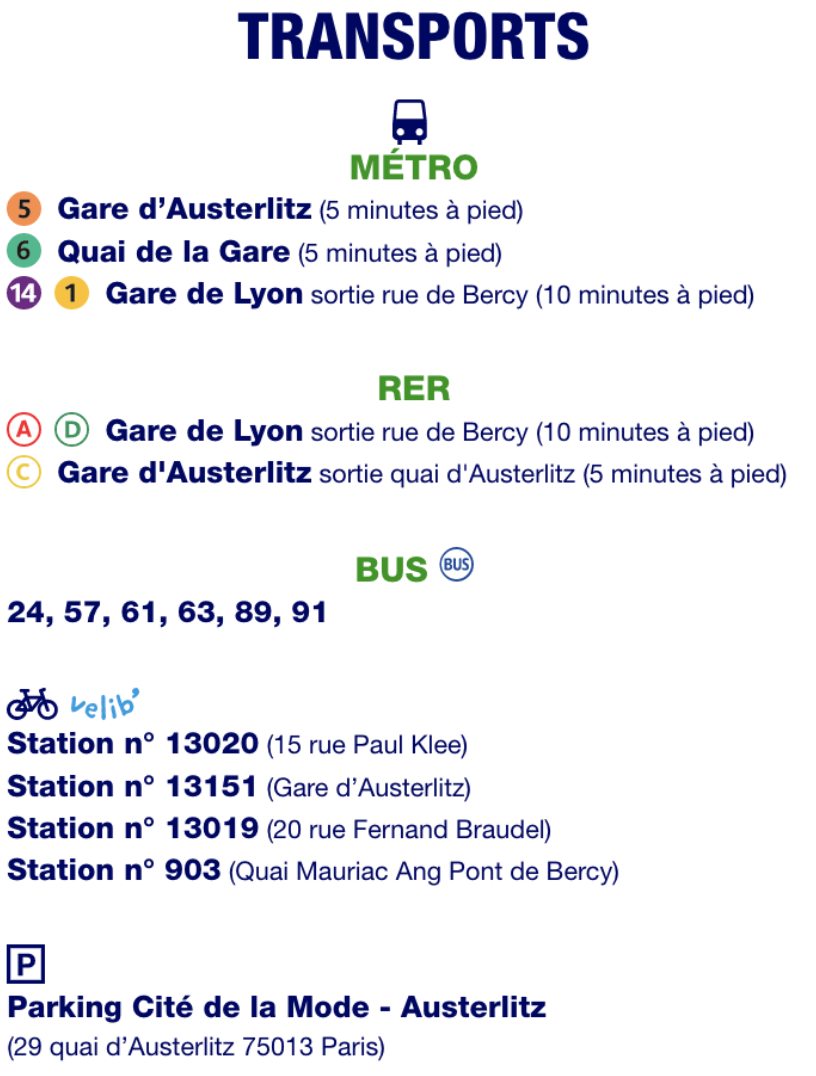 TRANSPORTS
MÉTRO
5 Gare d’Austerlitz (5 minutes à pied)
6 Quai de la Gare (5 minutes à pied)
14 1 Gare de Lyon sortie rue de Bercy (10 minutes à pied)
RER
A D Gare de Lyon sortie rue de Bercy (10 minutes à pied)
C Gare d'Austerlitz sortie quai d'Austerlitz (5 minutes à pied)
BUS BUS
24, 57, 61, 63, 89, 91
velib’
Station n° 13020 (15 rue Paul Klee)
Station n° 13151 (Gare d’Austerlitz)
Station n° 13019 (20 rue Fernand Braudel)
Station n° 903 (Quai Mauriac Ang Pont de Bercy)
P
Parking Cité de la Mode - Austerlitz
(29 quai d’Austerlitz 75013 Paris)